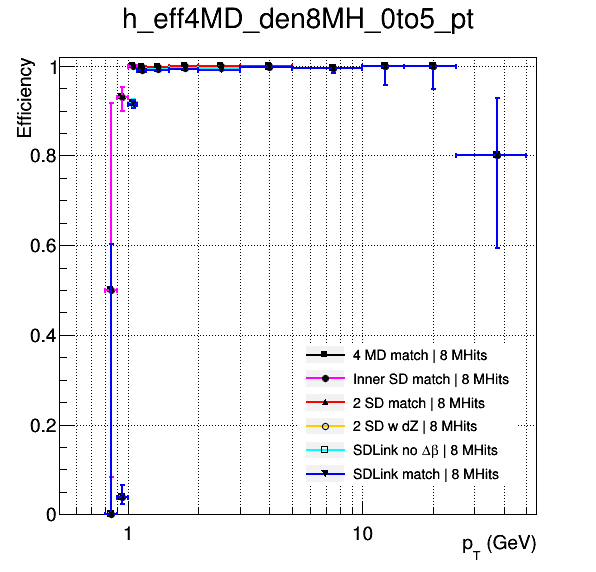 h_eff4MD_den8MH_0to5_pt
Efficiency
1
0.8
0.6
0.4
0.2
0
4 MD match | 8 MHits
Inner SD match | 8 MHits
2 SD match | 8 MHits
2 SD w dZ | 8 MHits
SDLink no Δβ | 8 MHits
SDLink match | 8 MHits
1
10
p_T (GeV)